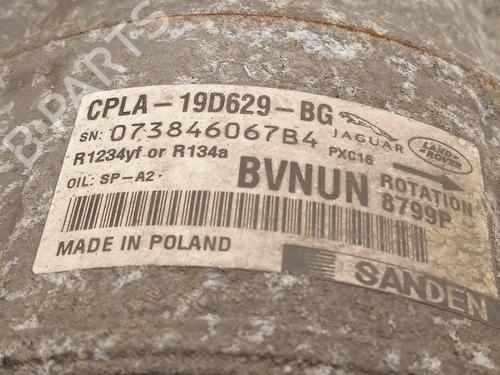 CPLA-19D629-BG
SN: 073846067B4
JAGUAR
LAND-ROVER
R1234yf or R134a
PXC16
OIL: SP-A2
BVNUN
ROTATION
8799P
MADE IN POLAND
SANDEN
B-PARTS